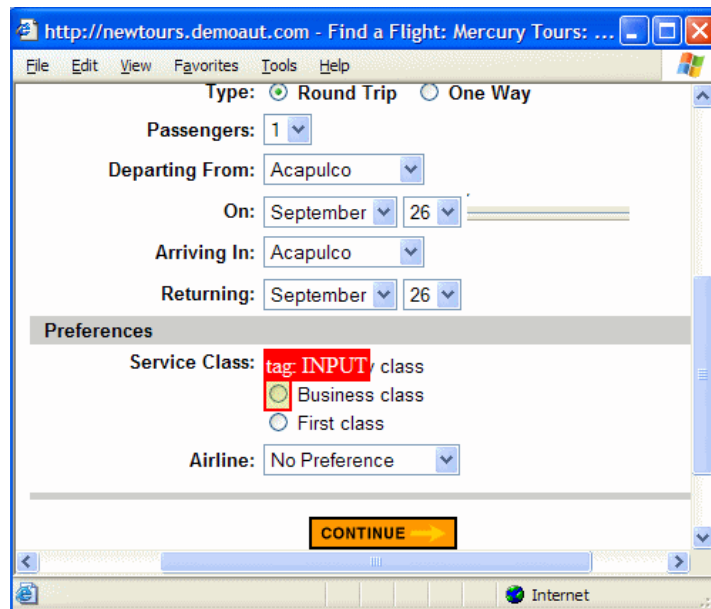 http://newtours.demoaut.com - Find a Flight: Mercury Tours: ...
File Edit View Favorites Tools Help
Type: Round Trip One Way
Passengers: 1
Departing From: Acapulco
On: September 26
Arriving In: Acapulco
Returning: September 26
Preferences
Service Class: tag: INPUT class
Business class
First class
Airline: No Preference
CONTINUE
Internet